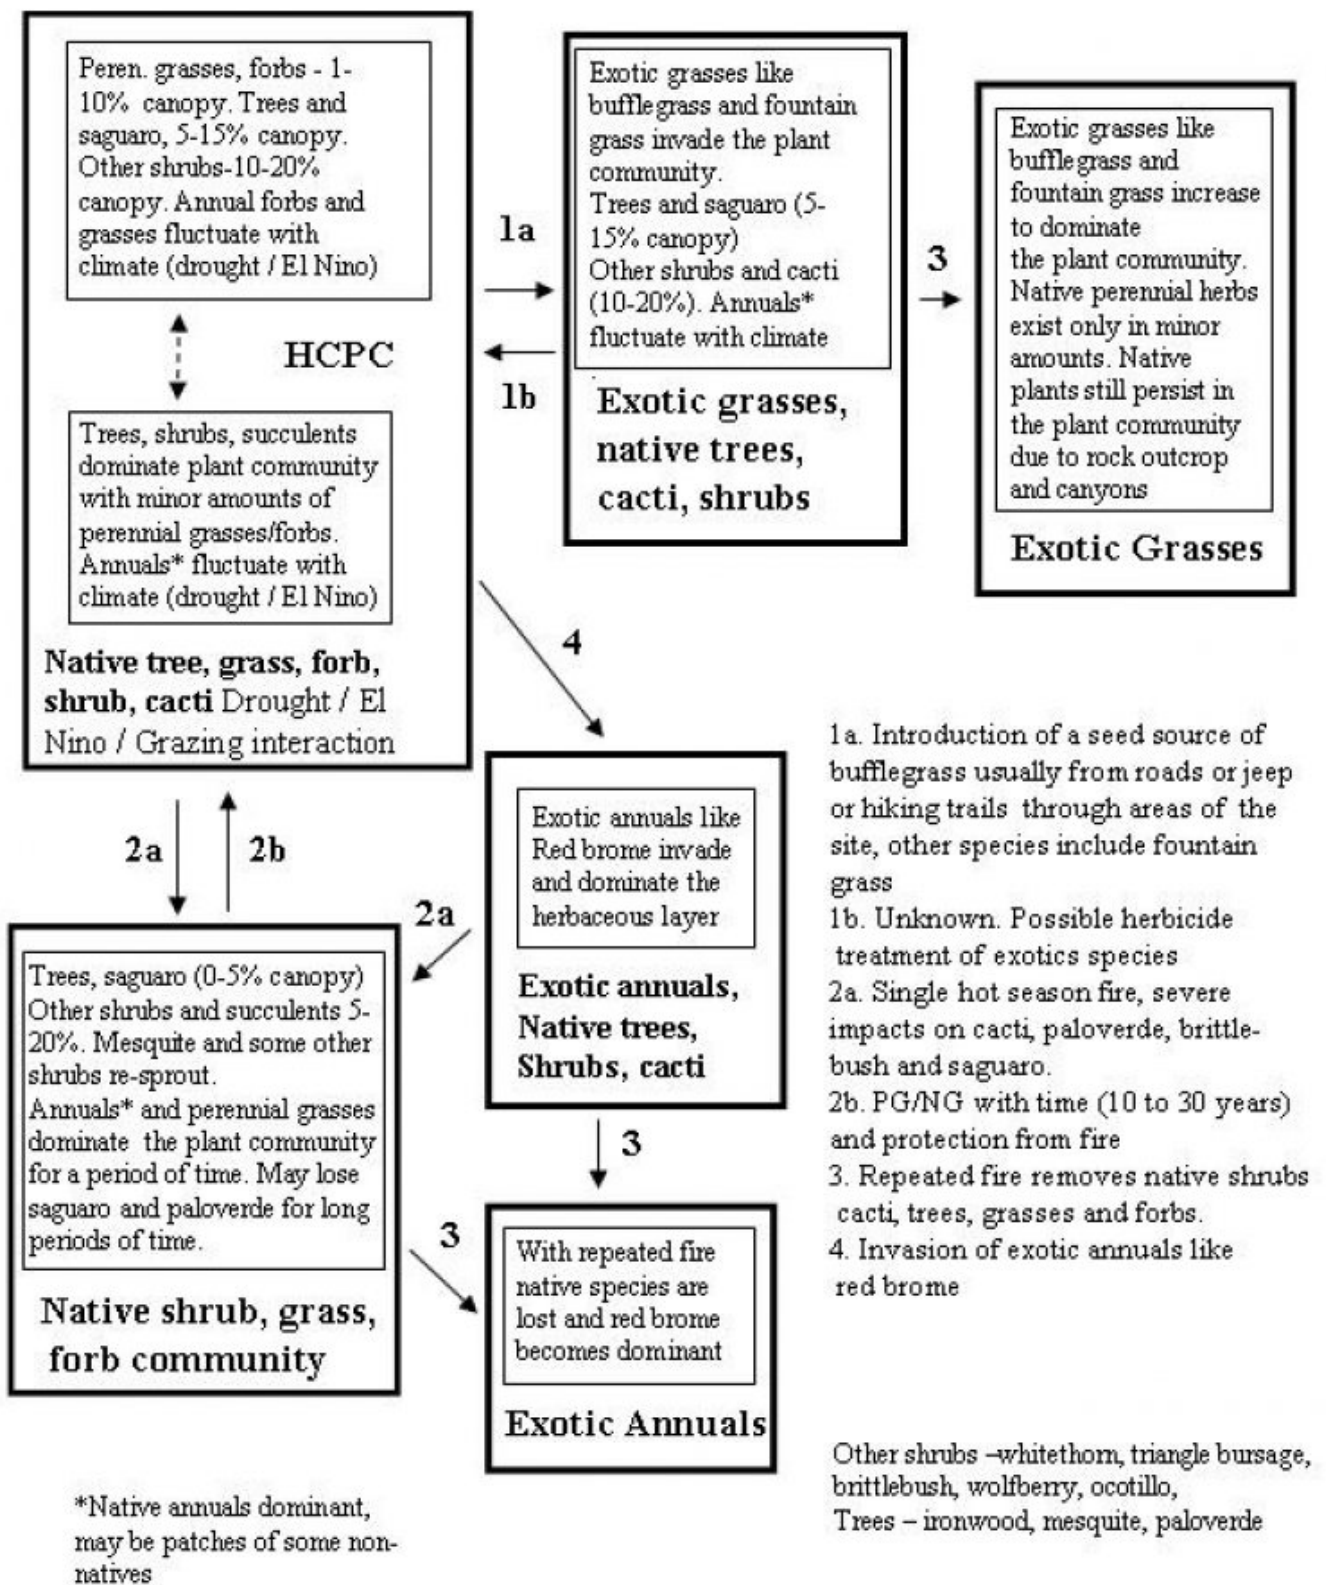 Peren. grasses, forbs - 1-
10% canopy. Trees and
saguaro, 5-15% canopy.
Other shrubs-10-20%
canopy. Annual forbs and
grasses fluctuate with
climate (drought / El Nino)
HCPC
Trees, shrubs, succulents
dominate plant community
with minor amounts of
perennial grasses/forbs.
Annuals* fluctuate with
climate (drought / El Nino)
Native tree, grass, forb,
shrub, cacti Drought / El
Nino / Grazing interaction
1a
1b
Exotic grasses like
bufflegrass and fountain
grass invade the plant
community.
Trees and saguaro (5-
15% canopy)
Other shrubs and cacti
(10-20%). Annuals*
fluctuate with climate
Exotic grasses,
native trees,
cacti, shrubs
3
Exotic grasses like
bufflegrass and
fountain grass increase
to dominate
the plant community.
Native perennial herbs
exist only in minor
amounts. Native
plants still persist in
the plant community
due to rock outcrop
and canyons
Exotic Grasses
4
2a
2b
Exotic annuals like
Red brome invade
and dominate the
herbaceous layer
Exotic annuals,
Native trees,
Shrubs, cacti
2a
Trees, saguaro (0-5% canopy)
Other shrubs and succulents 5-
20%. Mesquite and some other
shrubs re-sprout.
Annuals* and perennial grasses
dominate the plant community
for a period of time. May lose
saguaro and paloverde for long
periods of time.
Native shrub, grass,
forb community
3
3
With repeated fire
native species are
lost and red brome
becomes dominant
Exotic Annuals
1a. Introduction of a seed source of
bufflegrass usually from roads or jeep
or hiking trails through areas of the
site, other species include fountain
grass
1b. Unknown. Possible herbicide
treatment of exotics species
2a. Single hot season fire, severe
impacts on cacti, paloverde, brittle-
bush and saguaro.
2b. PG/NG with time (10 to 30 years)
and protection from fire
3. Repeated fire removes native shrubs
cacti, trees, grasses and forbs.
4. Invasion of exotic annuals like
red brome
Other shrubs –whitethorn, triangle bursage,
brittlebush, wolfberry, ocotillo,
Trees – ironwood, mesquite, paloverde
*Native annuals dominant,
may be patches of some non-
natives